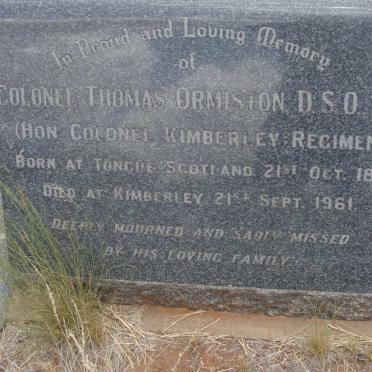 In Proud and Loving Memory
of
COLONEL THOMAS ORMISTON D.S.O.
(HON COLONEL KIMBERLEY REGIMEN
BORN AT TONGUE SCOTLAND 21ST OCT. 18
DIED AT KIMBERLEY 21ST SEPT. 1961
DEEPLY MOURNED AND SADLY MISSED
BY HIS LOVING FAMILY